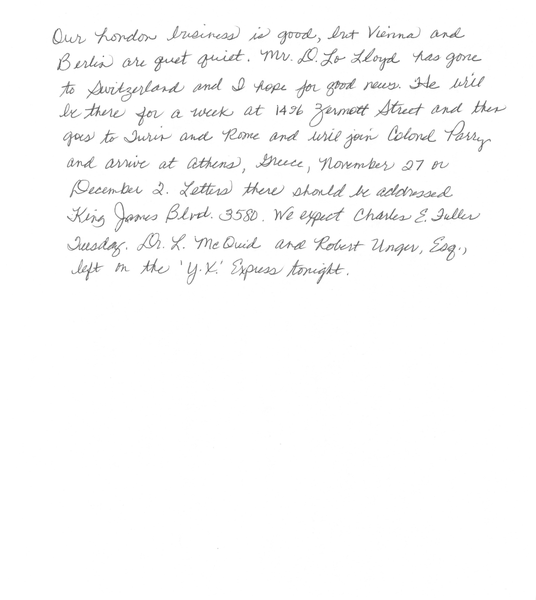 Our London business is good, but Vienna and
Berlin are quet quiet. Mr. D. Lo Lloyd has gone
to Switzerland and I hope for good news. He will
be there for a week at 1496 Zermott Street and then
goes to Turin and Rome and will join Colond Parry
and arrive at Athens, Greece, November 27 or
December 2. Letters there should be addressed
King James Blvd. 3580. We expect Charles E. Fuller
Tuesday. Dr. L. McQuid and Robert Unger, Esq.,
left on the 'Y.X.' Express tonight.